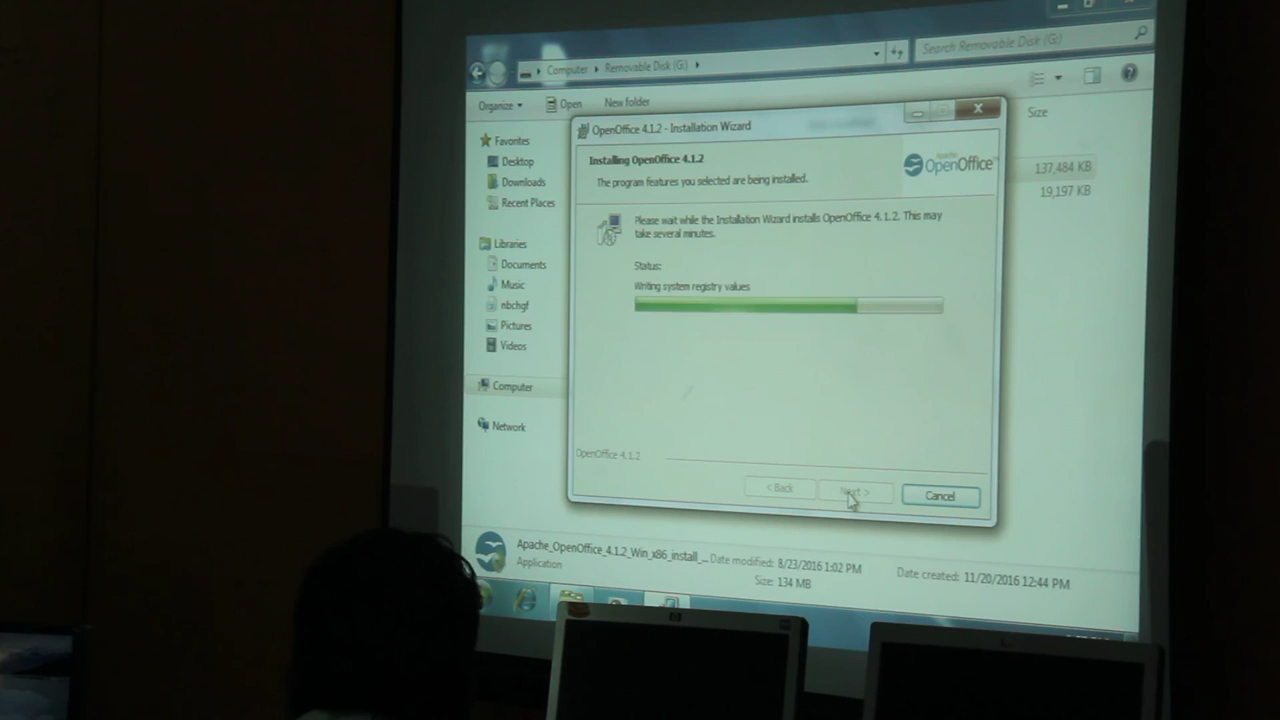 Computer
Removable Disk (G:)
Search Removable Disk (G:)
Organize
Open
New folder
Favorites
Desktop
Downloads
Recent Places
Libraries
Documents
Music
nbchgf
Pictures
Videos
Computer
Network
Size
137,484 KB
19,197 KB
OpenOffice 4.1.2 - Installation Wizard
Installing OpenOffice 4.1.2
The program features you selected are being installed.
Apache
OpenOffice™
Please wait while the Installation Wizard installs OpenOffice 4.1.2. This may
take several minutes.
Status:
Writing system registry values
OpenOffice 4.1.2
< Back
Next >
Cancel
Apache_OpenOffice_4.1.2_Win_x86_install_...
Date modified: 8/23/2016 1:02 PM
Date created: 11/20/2016 12:44 PM
Application
Size: 134 MB
hp